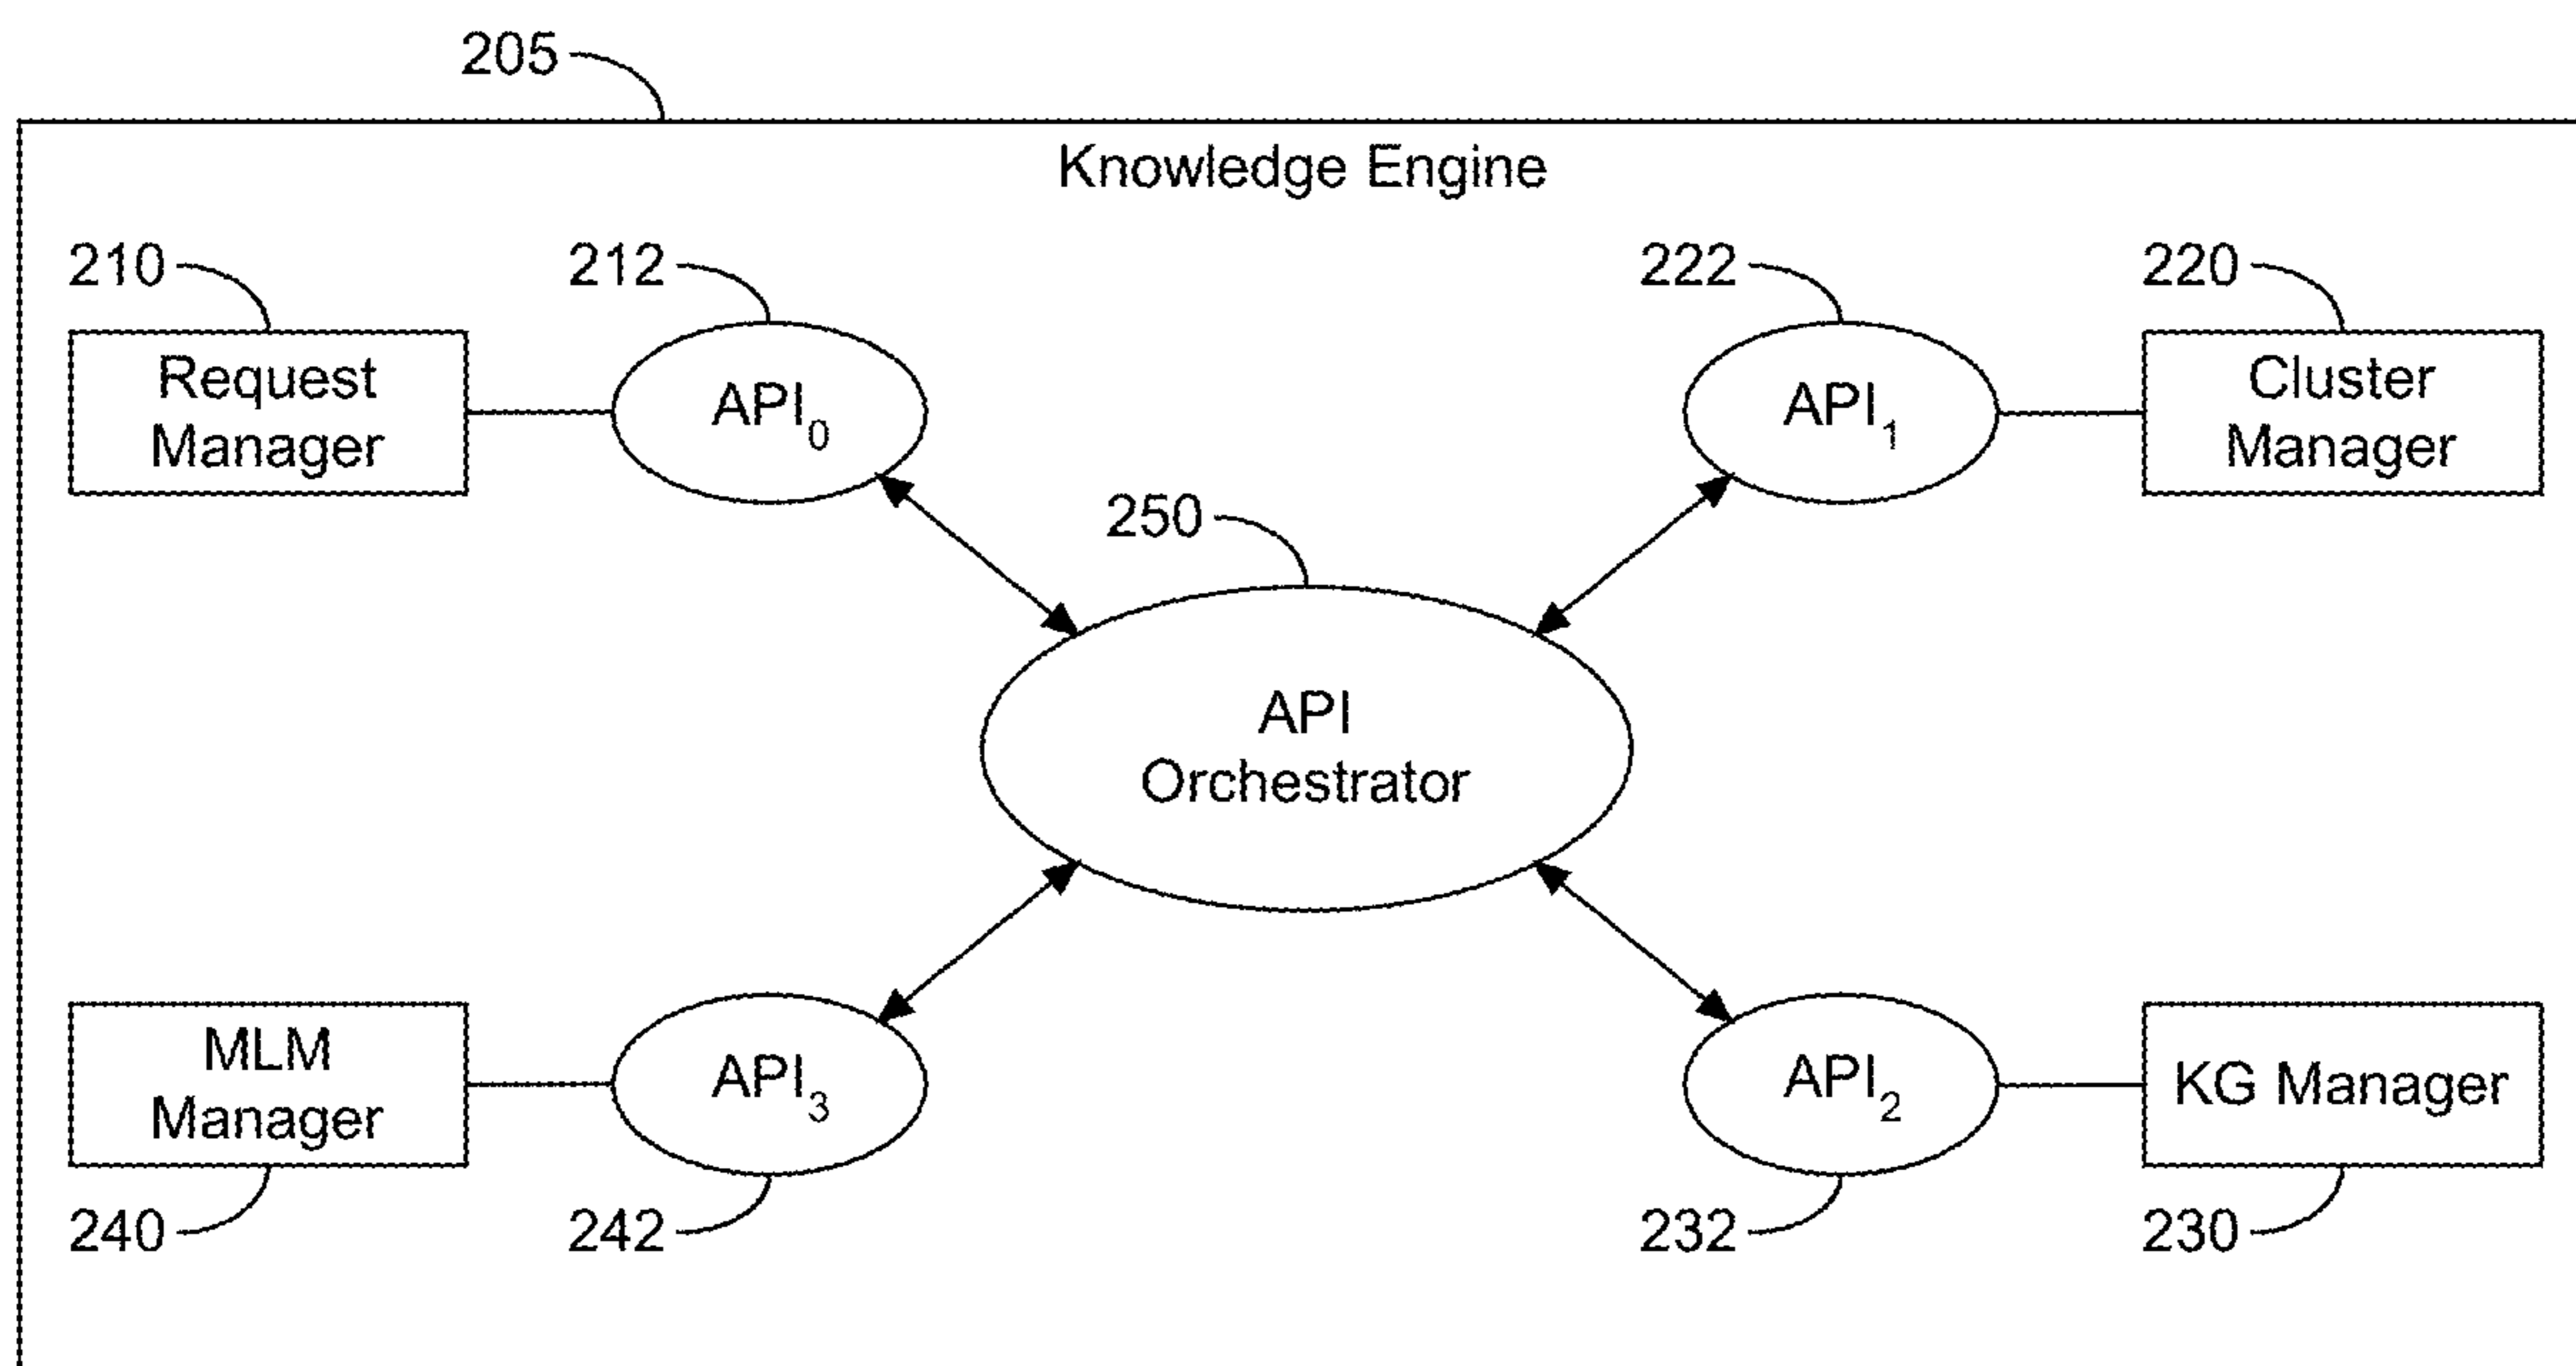 205
Knowledge Engine
210
212
222
220
Request
Manager
API₀
API₁
Cluster
Manager
250
API
Orchestrator
MLM
Manager
API₃
API₂
KG Manager
240
242
232
230